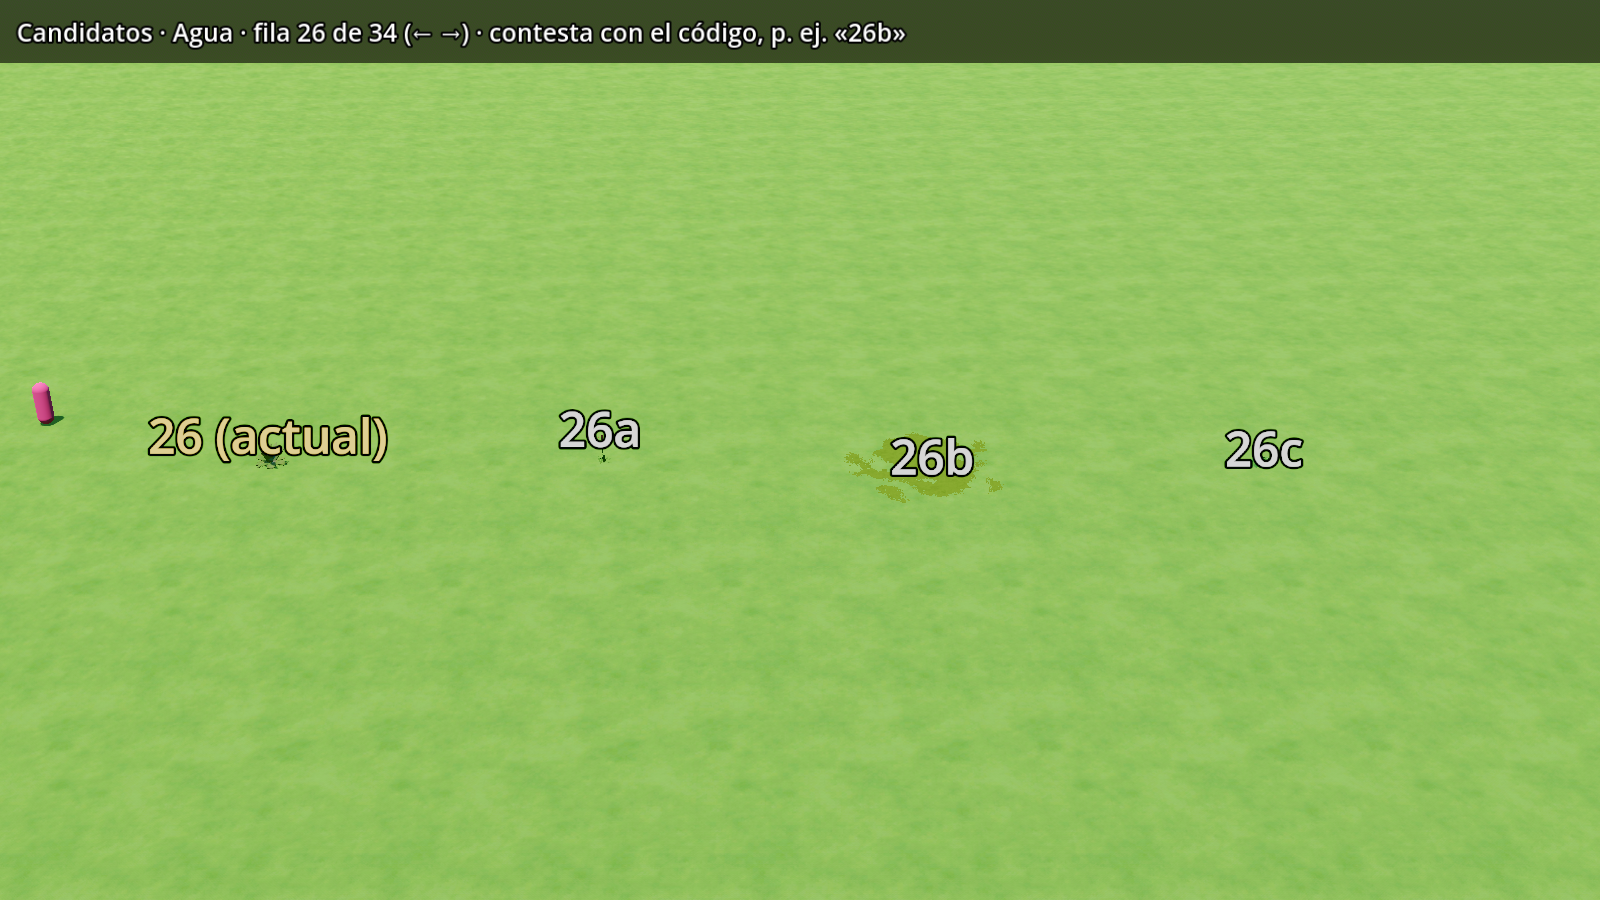 Candidatos · Agua · fila 26 de 34 (← →) · contesta con el código, p. ej. «26b»
26 (actual)
26a
26b
26c